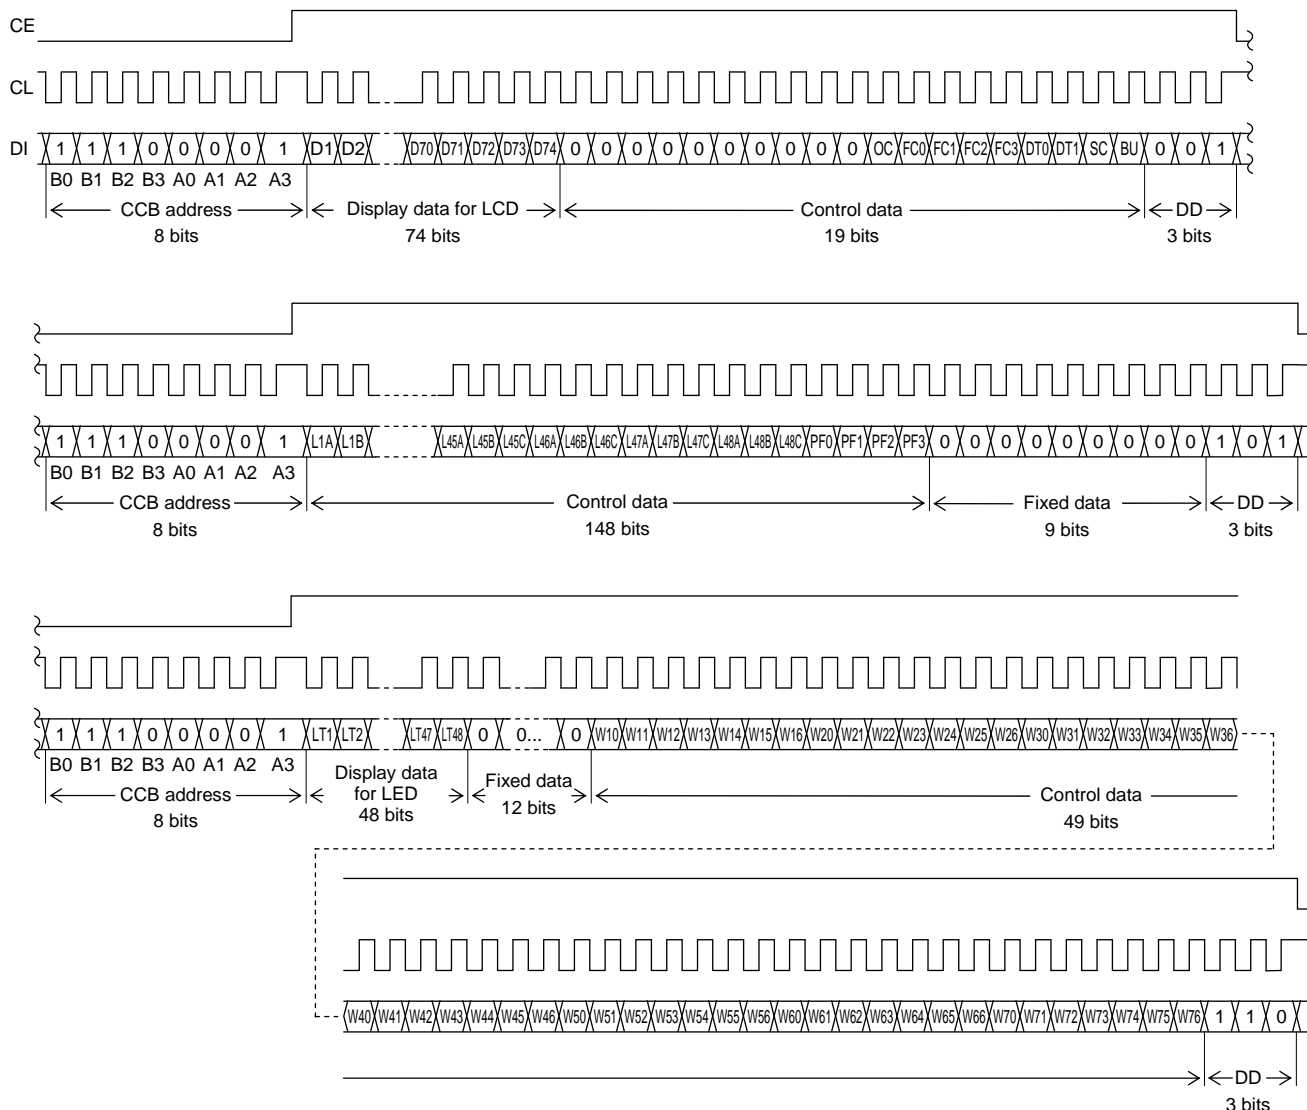 CE
CL
DI 1 1 1 0 0 0 0 1 D1 D2 D70 D71 D72 D73 D74 0 0 0 0 0 0 0 0 0 0 OC FC0 FC1 FC2 FC3 DT0 DT1 SC BU 0 0 1
B0 B1 B2 B3 A0 A1 A2 A3
CCB address Display data for LCD Control data DD
8 bits 74 bits 19 bits 3 bits
1 1 1 0 0 0 0 1 L1A L1B L45A L45B L45C L46A L46B L46C L47A L47B L47C L48A L48B L48C PF0 PF1 PF2 PF3 0 0 0 0 0 0 0 0 0 1 0 1
B0 B1 B2 B3 A0 A1 A2 A3
CCB address Control data Fixed data DD
8 bits 148 bits 9 bits 3 bits
1 1 1 0 0 0 0 1 LT1 LT2 LT47 LT48 0 0... 0 W10 W11 W12 W13 W14 W15 W16 W20 W21 W22 W23 W24 W25 W26 W30 W31 W32 W33 W34 W35 W36
B0 B1 B2 B3 A0 A1 A2 A3
CCB address Display data for LED Fixed data Control data
8 bits 48 bits 12 bits 49 bits
W40 W41 W42 W43 W44 W45 W46 W50 W51 W52 W53 W54 W55 W56 W60 W61 W62 W63 W64 W65 W66 W70 W71 W72 W73 W74 W75 W76 1 1 0
DD
3 bits